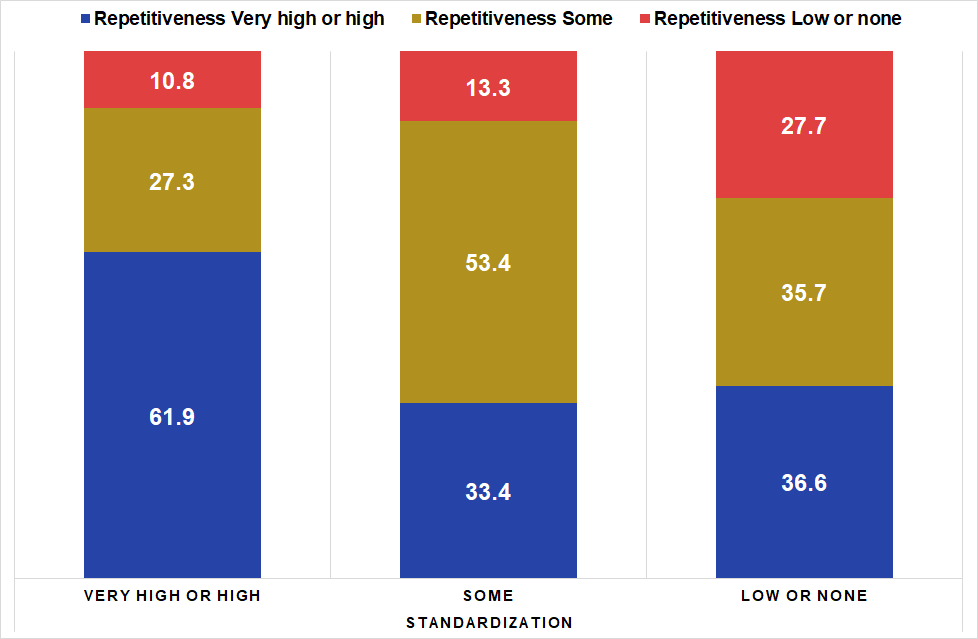 Repetitiveness Very high or high Repetitiveness Some Repetitiveness Low or none
10.8 13.3 27.7
27.3 53.4 35.7
61.9 33.4 36.6
VERY HIGH OR HIGH SOME LOW OR NONE
STANDARDIZATION